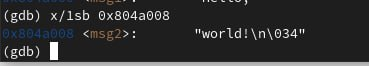 (gdb) x/1sb 0x804a008
0x804a008 <msg2>: "world!\n\034"
(gdb)